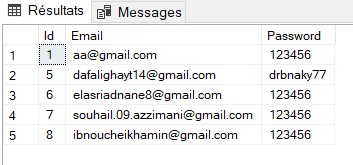 Résultats Messages
Id Email Password
1 1 aa@gmail.com 123456
2 5 dafalighayt14@gmail.com drbnaky77
3 6 elasriadnane8@gmail.com 123456
4 7 souhail.09.azzimani@gmail.com 123456
5 8 ibnoucheikhamin@gmail.com 123456